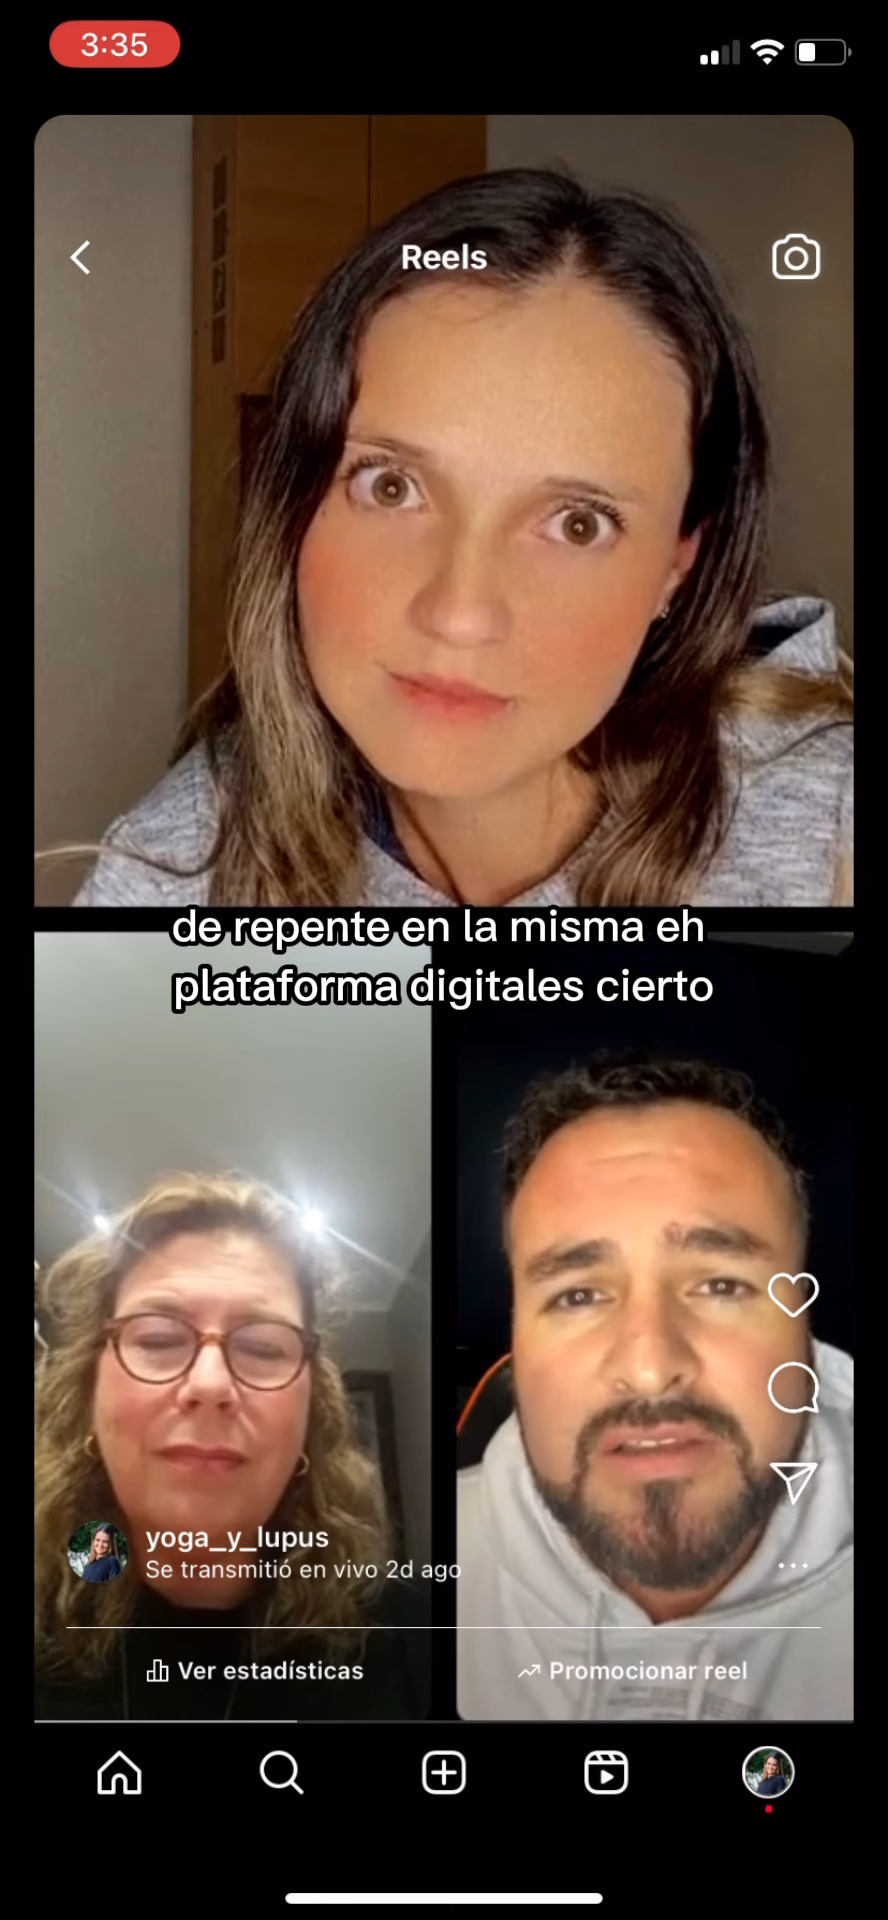 3:35
Reels
de repente en la misma eh
plataforma digitales cierto
yoga_y_lupus
Se transmitió en vivo 2d ago
Ver estadísticas
Promocionar reel